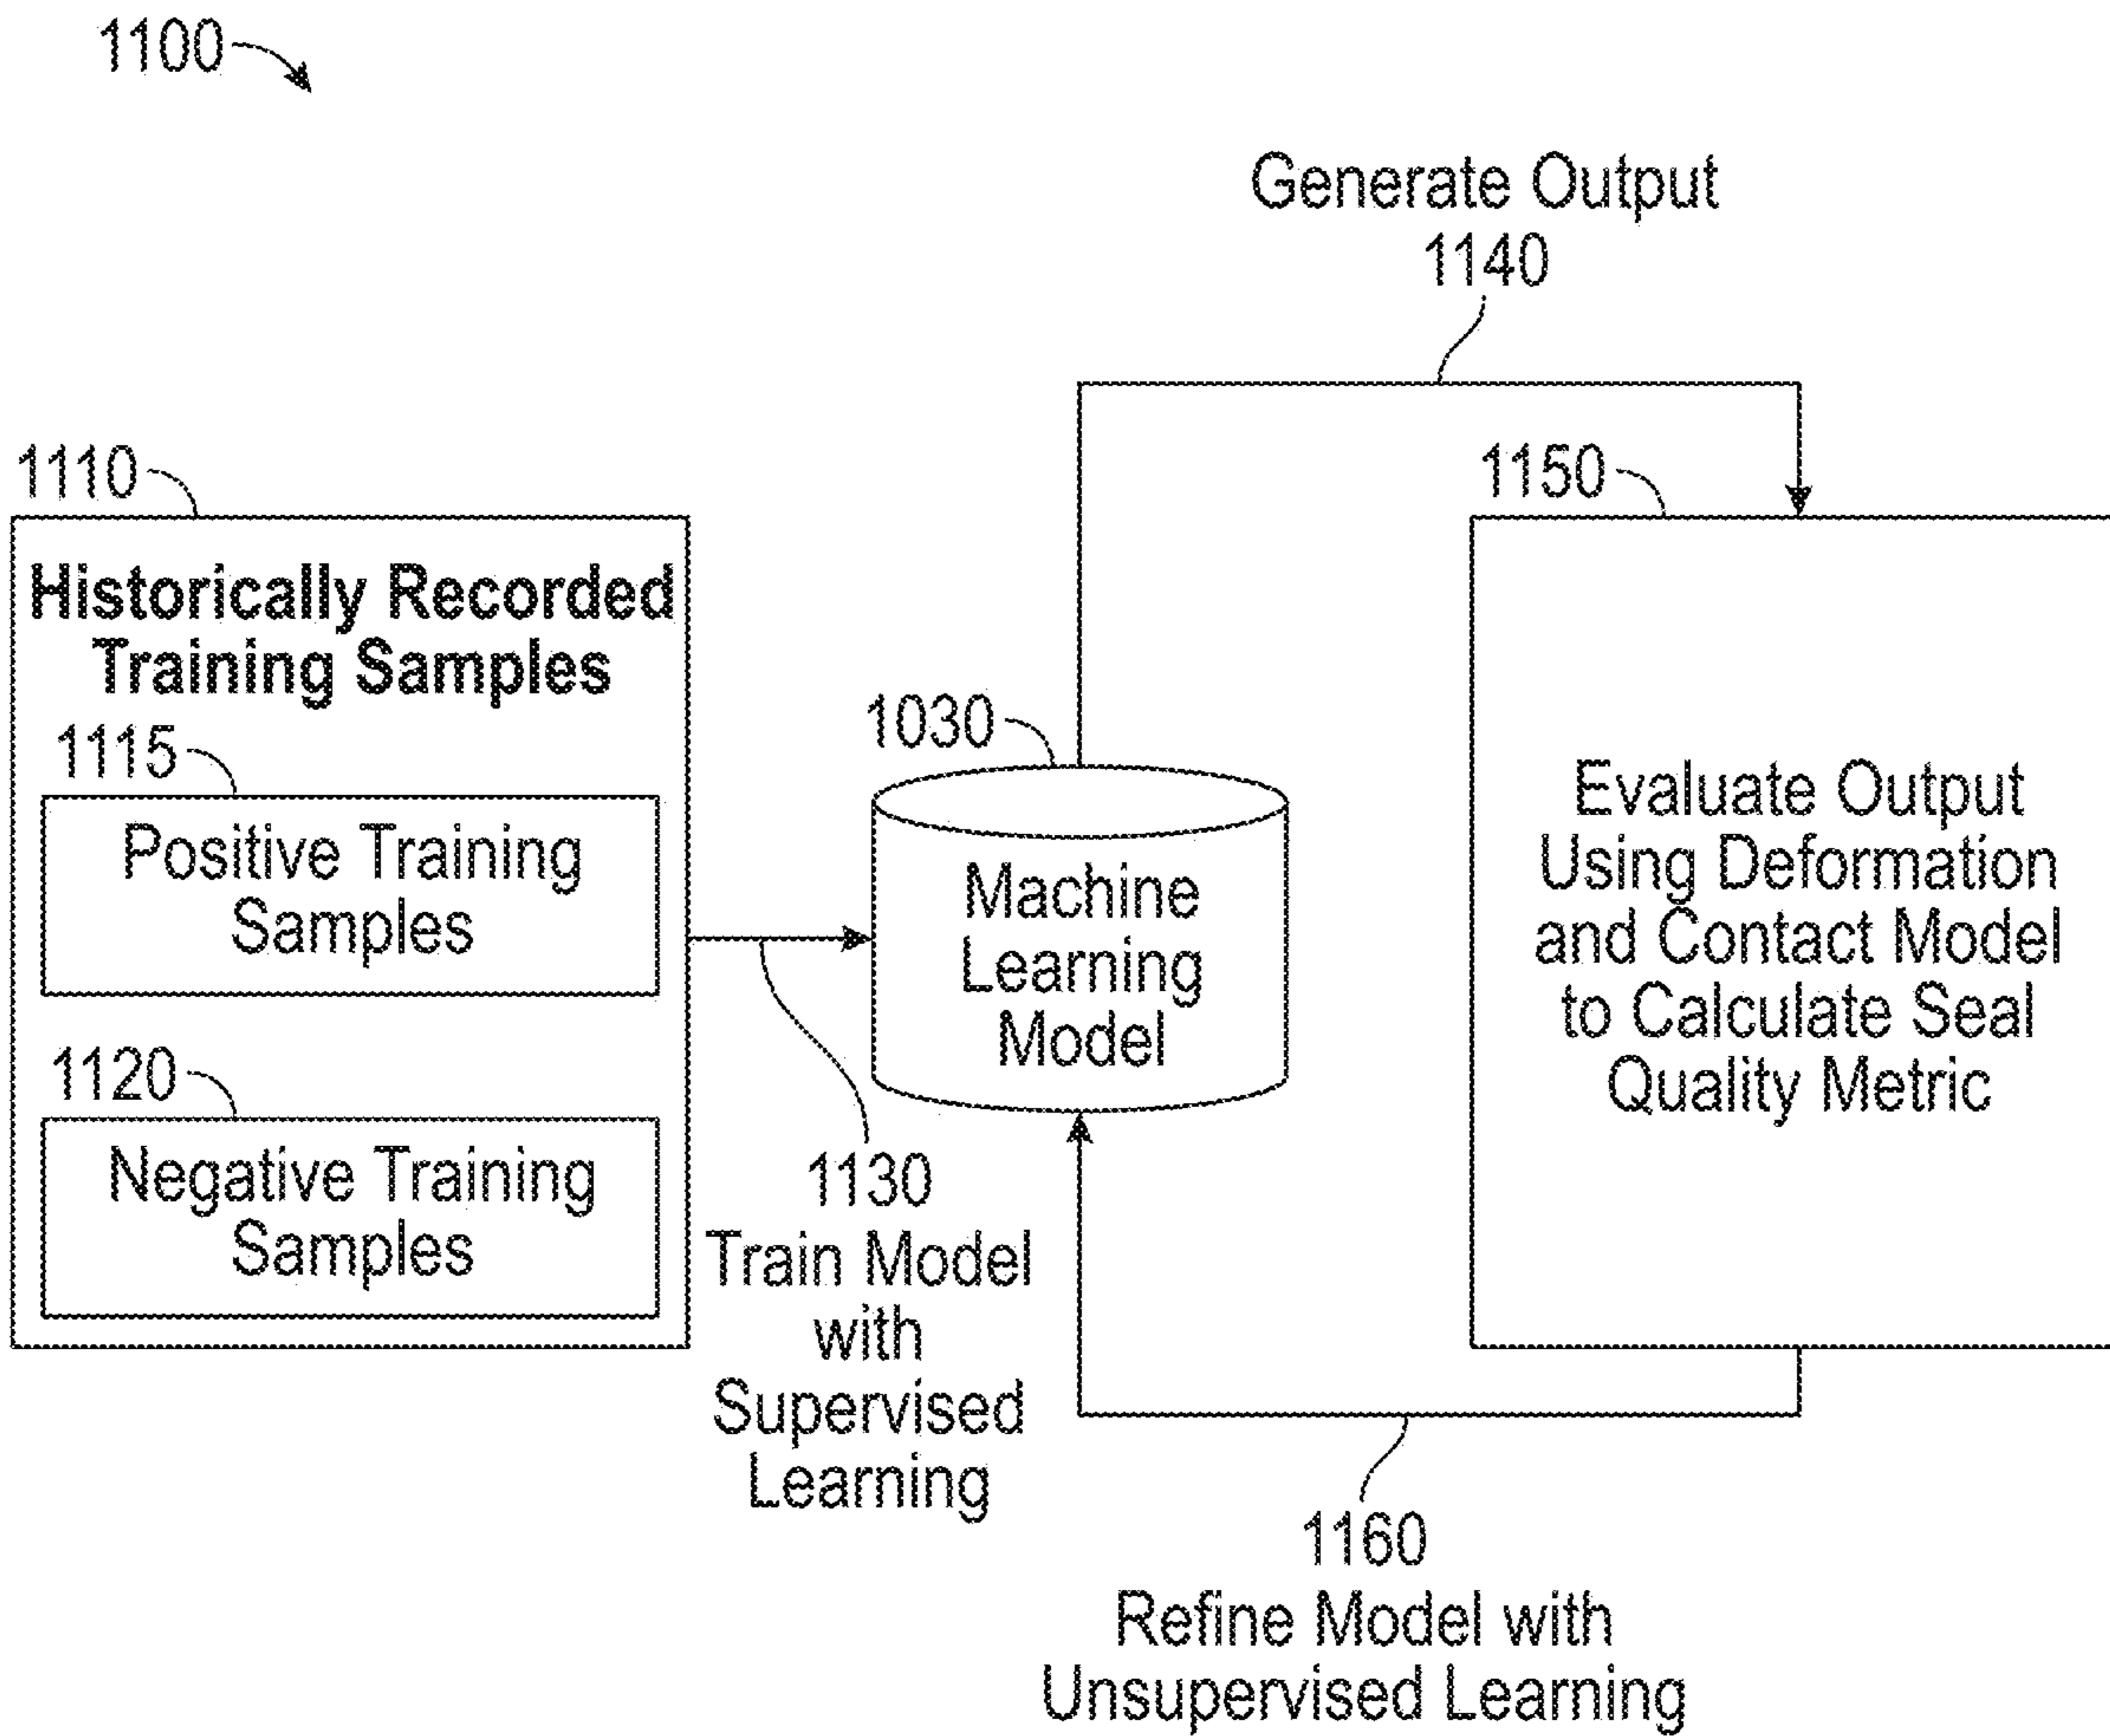 1100
Generate Output
1140
1110
Historically Recorded
Training Samples
1115
Positive Training
Samples
1120
Negative Training
Samples
1030
Machine
Learning
Model
1130
Train Model
with
Supervised
Learning
1150
Evaluate Output
Using Deformation
and Contact Model
to Calculate Seal
Quality Metric
1160
Refine Model with
Unsupervised Learning